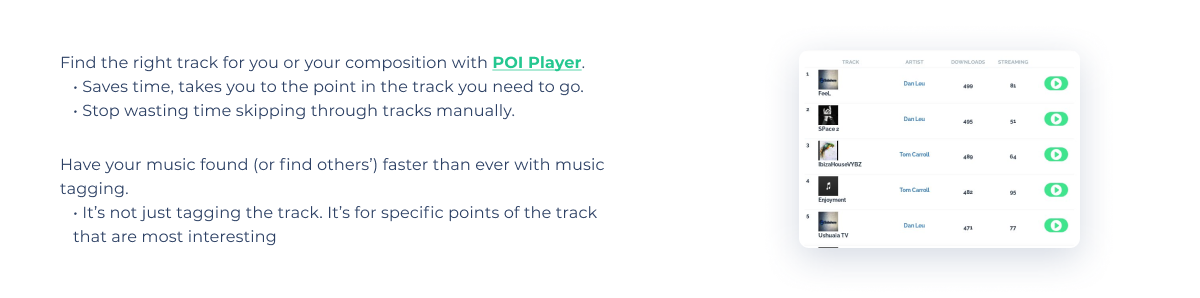 Find the right track for you or your composition with POI Player.
• Saves time, takes you to the point in the track you need to go.
• Stop wasting time skipping through tracks manually.
Have your music found (or find others’) faster than ever with music
tagging.
• It’s not just tagging the track. It’s for specific points of the track
that are most interesting
TRACK ARTIST DOWNLOADS STREAMING
1 FeeL Dan Leu 499 81
2 SPace 2 Dan Leu 495 51
3 IbizaHouseVYBZ Tom Carroll 489 64
4 Enjoyment Tom Carroll 482 95
5 Ushuaia TV Dan Leu 471 77